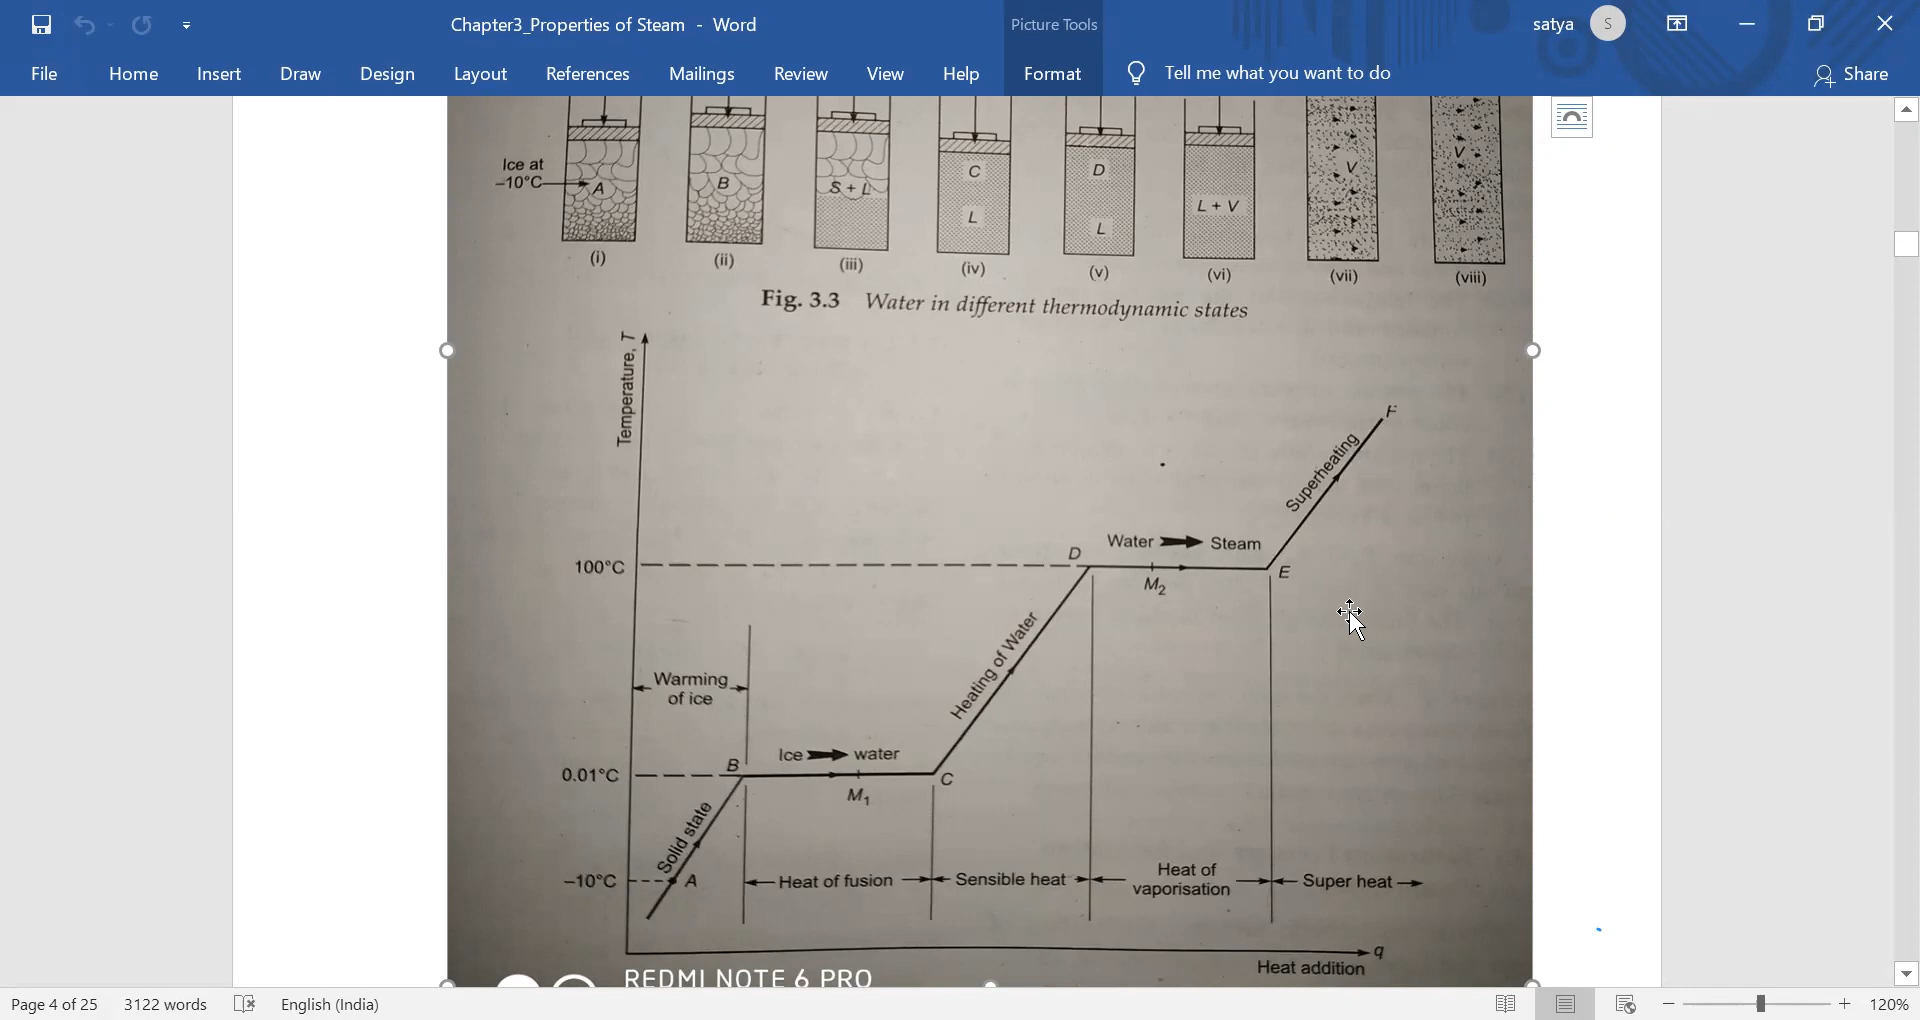 Chapter3_Properties of Steam - Word
Picture Tools
satya
S
File Home Insert Draw Design Layout References Mailings Review View Help Format Tell me what you want to do Share
Ice at
–10°C
A
B
S + L
C
L
D
L
L + V
V
V
(i) (ii) (iii) (iv) (v) (vi) (vii) (viii)
Fig. 3.3 Water in different thermodynamic states
Temperature, T
F
Superheating
Water Steam
100°C
D
M2
E
Heating of Water
Warming
of ice
Ice water
0.01°C
B
C
M1
Solid state
–10°C
A
Heat of fusion
Sensible heat
Heat of
vaporisation
Super heat
q
Heat addition
REDMI NOTE 6 PRO
Page 4 of 25 3122 words English (India) 120%